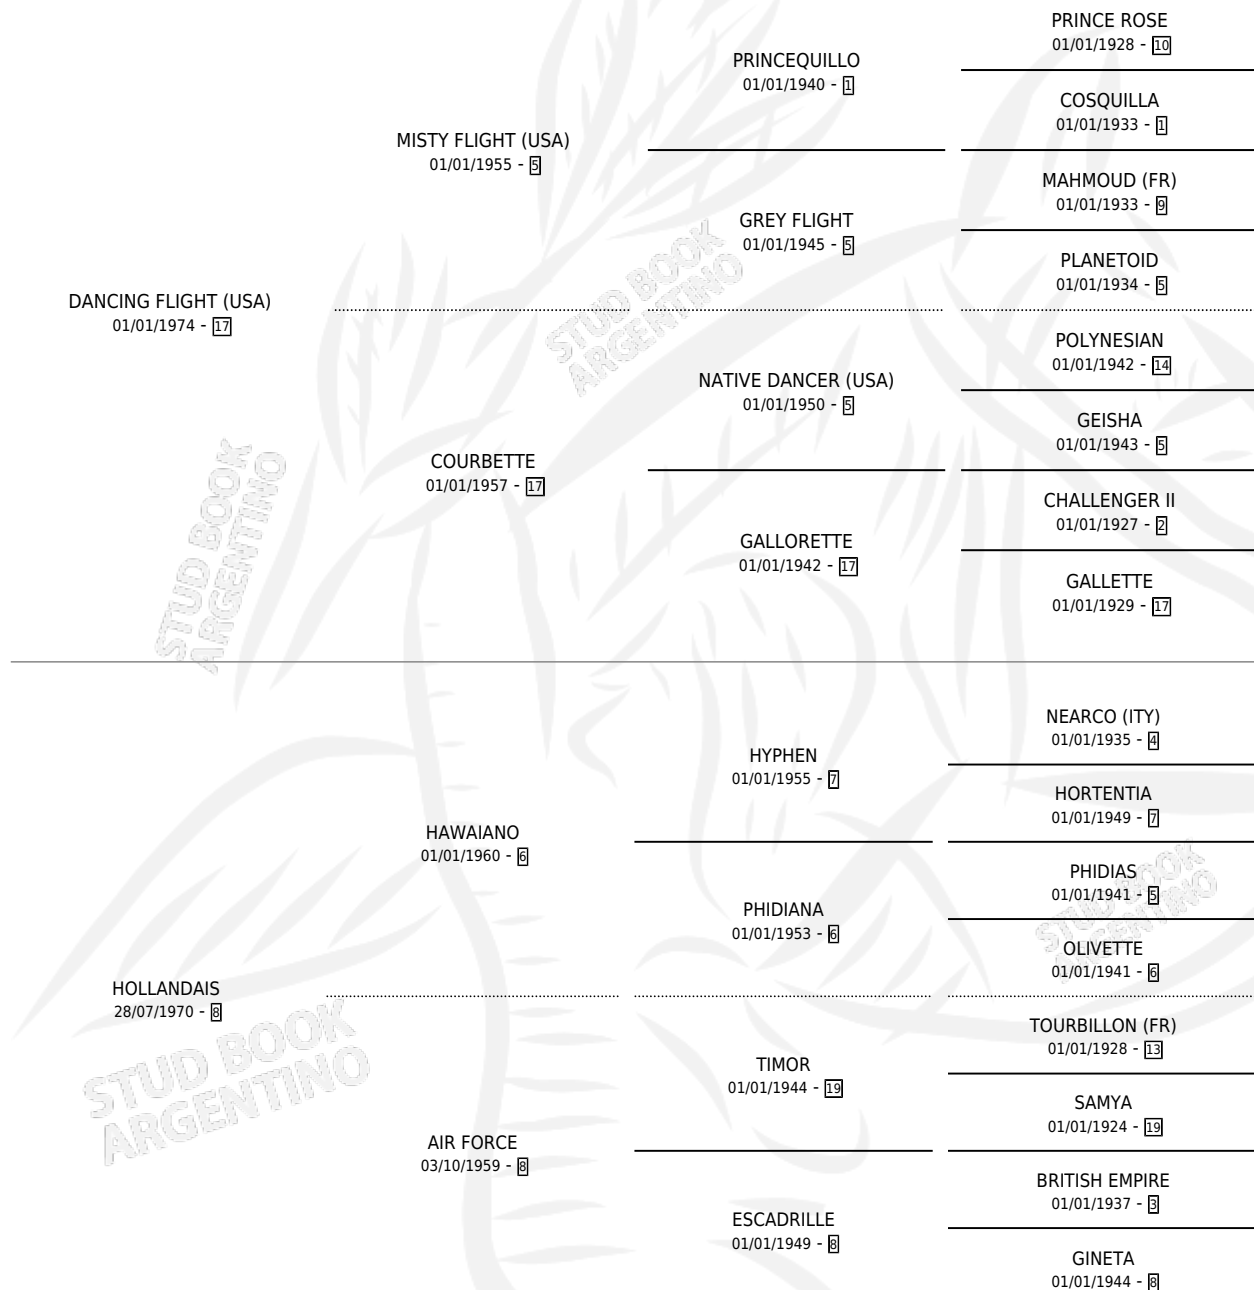 PRINCE ROSE
01/01/1928 - 10
PRINCEQUILLO
01/01/1940 - 1
COSQUILLA
01/01/1933 - 1
MISTY FLIGHT (USA)
01/01/1955 - 5
MAHMOUD (FR)
01/01/1933 - 9
GREY FLIGHT
01/01/1945 - 5
PLANETOID
01/01/1934 - 5
DANCING FLIGHT (USA)
01/01/1974 - 17
STUD BOOK
ARGENTINO
POLYNESIAN
01/01/1942 - 14
NATIVE DANCER (USA)
01/01/1950 - 5
GEISHA
01/01/1943 - 5
COURBETTE
01/01/1957 - 17
CHALLENGER II
01/01/1927 - 2
GALLORETTE
01/01/1942 - 17
GALLETTE
01/01/1929 - 17
STUD BOOK
ARGENTINO
NEARCO (ITY)
01/01/1935 - 4
HYPHEN
01/01/1955 - 7
HORTENTIA
01/01/1949 - 7
HAWAIANO
01/01/1960 - 6
PHIDIAS
01/01/1941 - 5
PHIDIANA
01/01/1953 - 6
STUD BOOK
ARGENTINO
OLIVETTE
01/01/1941 - 6
HOLLANDAIS
28/07/1970 - 8
TOURBILLON (FR)
01/01/1928 - 13
TIMOR
01/01/1944 - 19
STUD BOOK
ARGENTINO
SAMYA
01/01/1924 - 19
AIR FORCE
03/10/1959 - 8
BRITISH EMPIRE
01/01/1937 - 3
ESCADRILLE
01/01/1949 - 8
GINETA
01/01/1944 - 8